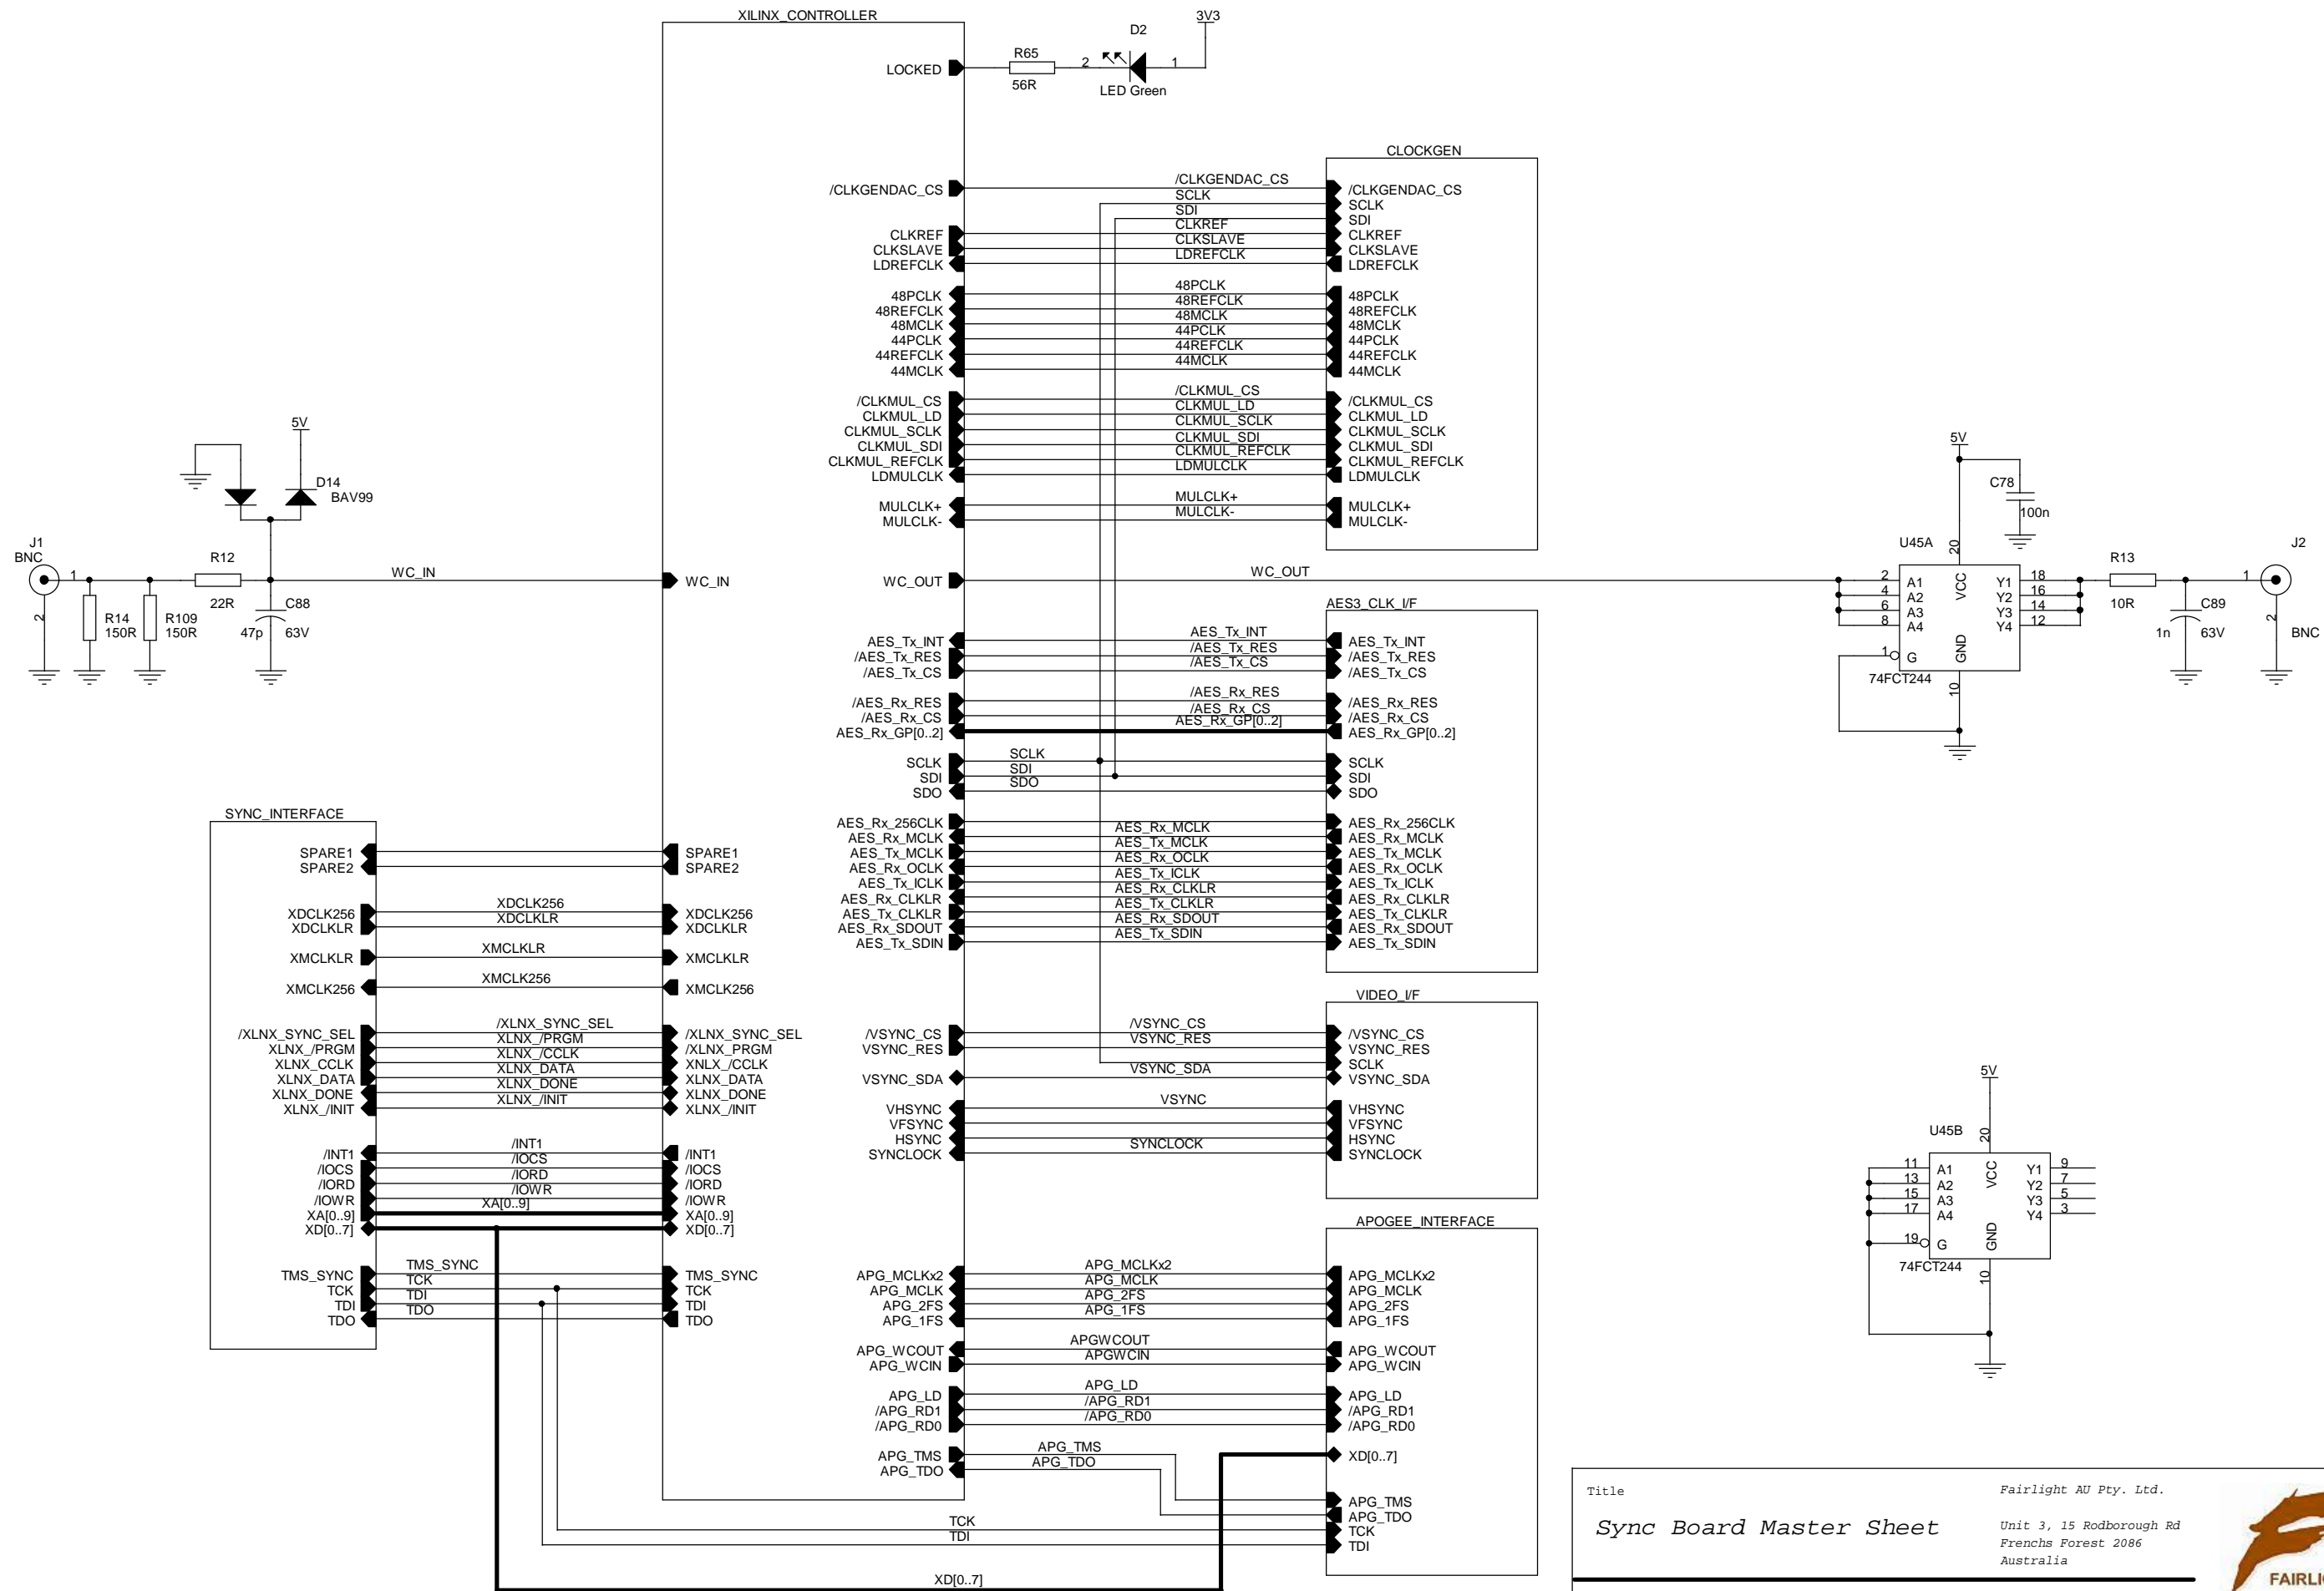 XILINX_CONTROLLER
3V3
D2
LOCKED
R65
56R
2
1
LED Green
CLOCKGEN
/CLKGENDAC_CS
/CLKGENDAC_CS
/CLKGENDAC_CS
SCLK
SCLK
SDI
SDI
CLKREF
CLKREF
CLKREF
CLKSLAVE
CLKSLAVE
CLKSLAVE
LDREFCLK
LDREFCLK
LDREFCLK
48PCLK
48PCLK
48PCLK
48REFCLK
48REFCLK
48REFCLK
48MCLK
48MCLK
48MCLK
44PCLK
44PCLK
44PCLK
44REFCLK
44REFCLK
44REFCLK
44MCLK
44MCLK
44MCLK
/CLKMUL_CS
/CLKMUL_CS
/CLKMUL_CS
CLKMUL_LD
CLKMUL_LD
CLKMUL_LD
CLKMUL_SCLK
CLKMUL_SCLK
CLKMUL_SCLK
CLKMUL_SDI
CLKMUL_SDI
CLKMUL_SDI
CLKMUL_REFCLK
CLKMUL_REFCLK
CLKMUL_REFCLK
LDMULCLK
LDMULCLK
LDMULCLK
MULCLK+
MULCLK+
MULCLK+
MULCLK-
MULCLK-
MULCLK-
5V
D14
BAV99
J1
BNC
1
2
R14
150R
R109
150R
R12
22R
C88
47p
63V
WC_IN
WC_IN
WC_OUT
WC_OUT
5V
C78
100n
U45A
20
2
4
6
8
A1
A2
A3
A4
VCC
Y1
Y2
Y3
Y4
18
16
14
12
1
G
GND
10
74FCT244
R13
10R
C89
1n
63V
1
2
J2
BNC
AES3_CLK_I/F
AES_Tx_INT
AES_Tx_INT
AES_Tx_INT
/AES_Tx_RES
/AES_Tx_RES
/AES_Tx_RES
/AES_Tx_CS
/AES_Tx_CS
/AES_Tx_CS
/AES_Rx_RES
/AES_Rx_RES
/AES_Rx_RES
/AES_Rx_CS
/AES_Rx_CS
/AES_Rx_CS
AES_Rx_GP[0..2]
AES_Rx_GP[0..2]
AES_Rx_GP[0..2]
SCLK
SCLK
SCLK
SDI
SDI
SDI
SDO
SDO
SDO
AES_Rx_256CLK
AES_Rx_256CLK
AES_Rx_MCLK
AES_Rx_MCLK
AES_Rx_MCLK
AES_Tx_MCLK
AES_Tx_MCLK
AES_Tx_MCLK
AES_Rx_OCLK
AES_Rx_OCLK
AES_Rx_OCLK
AES_Tx_ICLK
AES_Tx_ICLK
AES_Tx_ICLK
AES_Rx_CLKLR
AES_Rx_CLKLR
AES_Rx_CLKLR
AES_Tx_CLKLR
AES_Tx_CLKLR
AES_Tx_CLKLR
AES_Rx_SDOUT
AES_Rx_SDOUT
AES_Rx_SDOUT
AES_Tx_SDIN
AES_Tx_SDIN
AES_Tx_SDIN
SYNC_INTERFACE
SPARE1
SPARE1
SPARE2
SPARE2
XDCLK256
XDCLK256
XDCLK256
XDCLKLR
XDCLKLR
XDCLKLR
XMCLKLR
XMCLKLR
XMCLKLR
XMCLK256
XMCLK256
XMCLK256
/XLNX_SYNC_SEL
/XLNX_SYNC_SEL
/XLNX_SYNC_SEL
XLNX_/PRGM
XLNX_/PRGM
/XLNX_PRGM
XLNX_CCLK
XLNX_/CCLK
XNLX_/CCLK
XLNX_DATA
XLNX_DATA
XLNX_DATA
XLNX_DONE
XLNX_DONE
XLNX_DONE
XLNX_/INIT
XLNX_/INIT
XLNX_/INIT
/INT1
/INT1
/INT1
/IOCS
/IOCS
/IOCS
/IORD
/IORD
/IORD
/IOWR
/IOWR
/IOWR
XA[0..9]
XA[0..9]
XA[0..9]
XD[0..7]
XD[0..7]
TMS_SYNC
TMS_SYNC
TMS_SYNC
TCK
TCK
TCK
TDI
TDI
TDI
TDO
TDO
TDO
VIDEO_I/F
/VSYNC_CS
/VSYNC_CS
/VSYNC_CS
VSYNC_RES
VSYNC_RES
VSYNC_RES
SCLK
VSYNC_SDA
VSYNC_SDA
VSYNC_SDA
VHSYNC
VSYNC
VHSYNC
VFSYNC
VFSYNC
HSYNC
HSYNC
SYNCLOCK
SYNCLOCK
SYNCLOCK
5V
U45B
20
11
13
15
17
A1
A2
A3
A4
VCC
Y1
Y2
Y3
Y4
9
7
5
3
19
G
GND
10
74FCT244
APOGEE_INTERFACE
APG_MCLKx2
APG_MCLKx2
APG_MCLKx2
APG_MCLK
APG_MCLK
APG_MCLK
APG_2FS
APG_2FS
APG_2FS
APG_1FS
APG_1FS
APG_1FS
APG_WCOUT
APGWCOUT
APG_WCOUT
APG_WCIN
APGWCIN
APG_WCIN
APG_LD
APG_LD
APG_LD
/APG_RD1
/APG_RD1
/APG_RD1
/APG_RD0
/APG_RD0
/APG_RD0
APG_TMS
APG_TMS
XD[0..7]
APG_TDO
APG_TDO
APG_TMS
APG_TDO
TCK
TCK
TDI
TDI
XD[0..7]
Title
Sync Board Master Sheet
Fairlight AU Pty. Ltd.
Unit 3, 15 Rodborough Rd
Frenchs Forest 2086
Australia